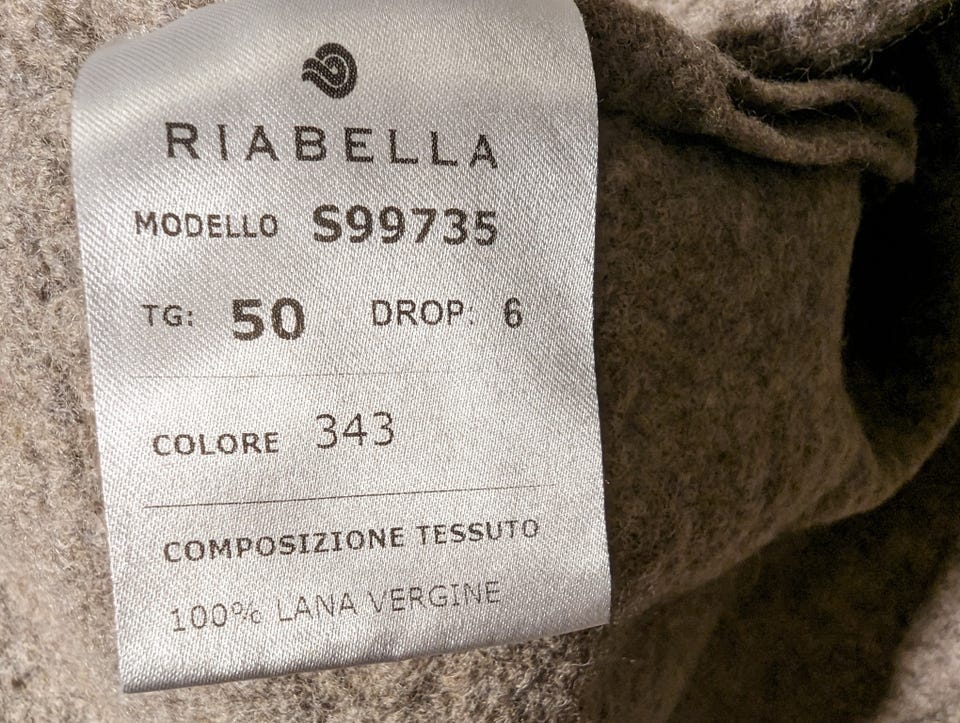 RIABELLA
MODELLO S99735
TG: 50 DROP: 6
COLORE 343
COMPOSIZIONE TESSUTO
100% LANA VERGINE